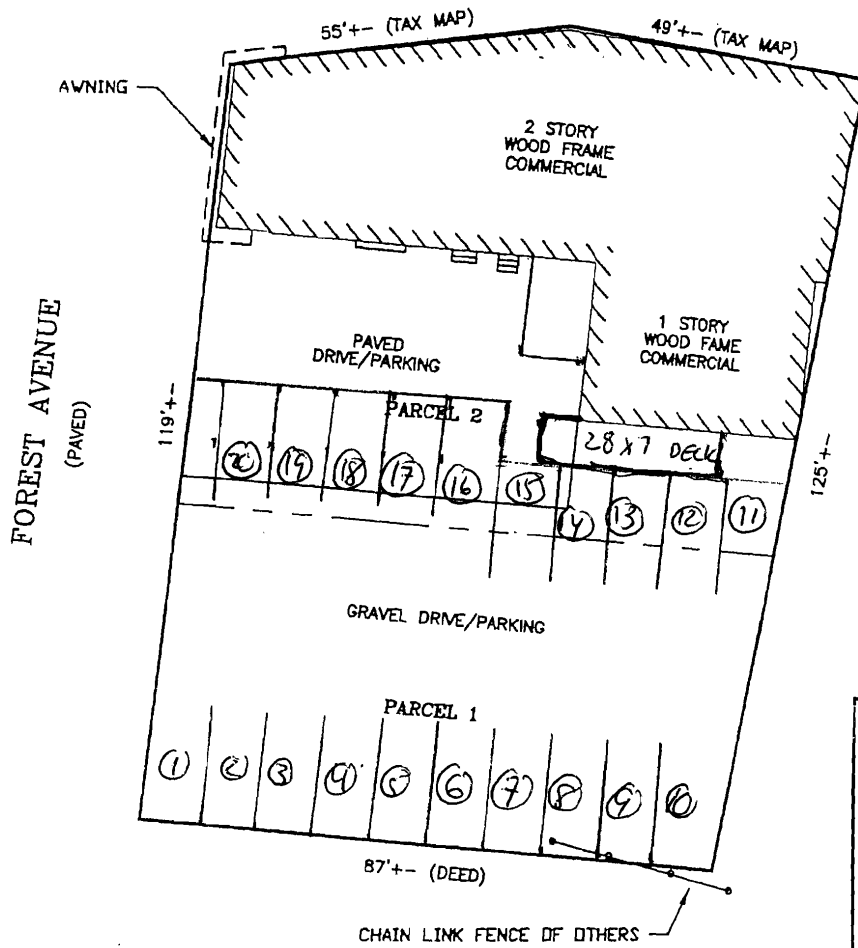 55'+- (TAX MAP)
49'+- (TAX MAP)
AWNING
2 STORY
WOOD FRAME
COMMERCIAL
1 STORY
WOOD FAME
COMMERCIAL
FOREST AVENUE
(PAVED)
119'+-
PAVED
DRIVE/PARKING
PARCEL 2
28 x 7 DECK
125'+-
20 19 18 17 16 15 14 13 12 11
GRAVEL DRIVE/PARKING
PARCEL 1
1 2 3 4 5 6 7 8 9 10
87'+- (DEED)
CHAIN LINK FENCE OF OTHERS